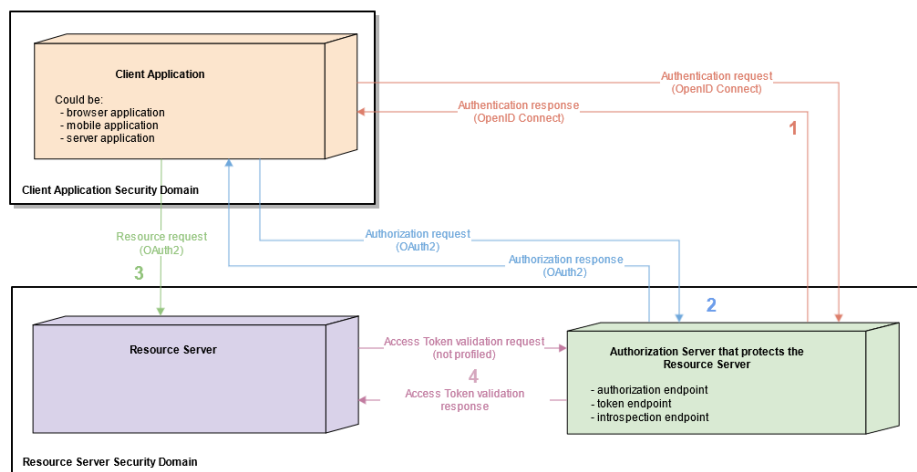 Client Application
Could be:
- browser application
- mobile application
- server application
Client Application Security Domain
Authentication request
(OpenID Connect)
Authentication response
(OpenID Connect)
1
Resource request
(OAuth2)
3
Authorization request
(OAuth2)
Authorization response
(OAuth2)
2
Resource Server
Access Token validation request
(not profiled)
4
Access Token validation
response
Authorization Server that protects the
Resource Server
- authorization endpoint
- token endpoint
- introspection endpoint
Resource Server Security Domain